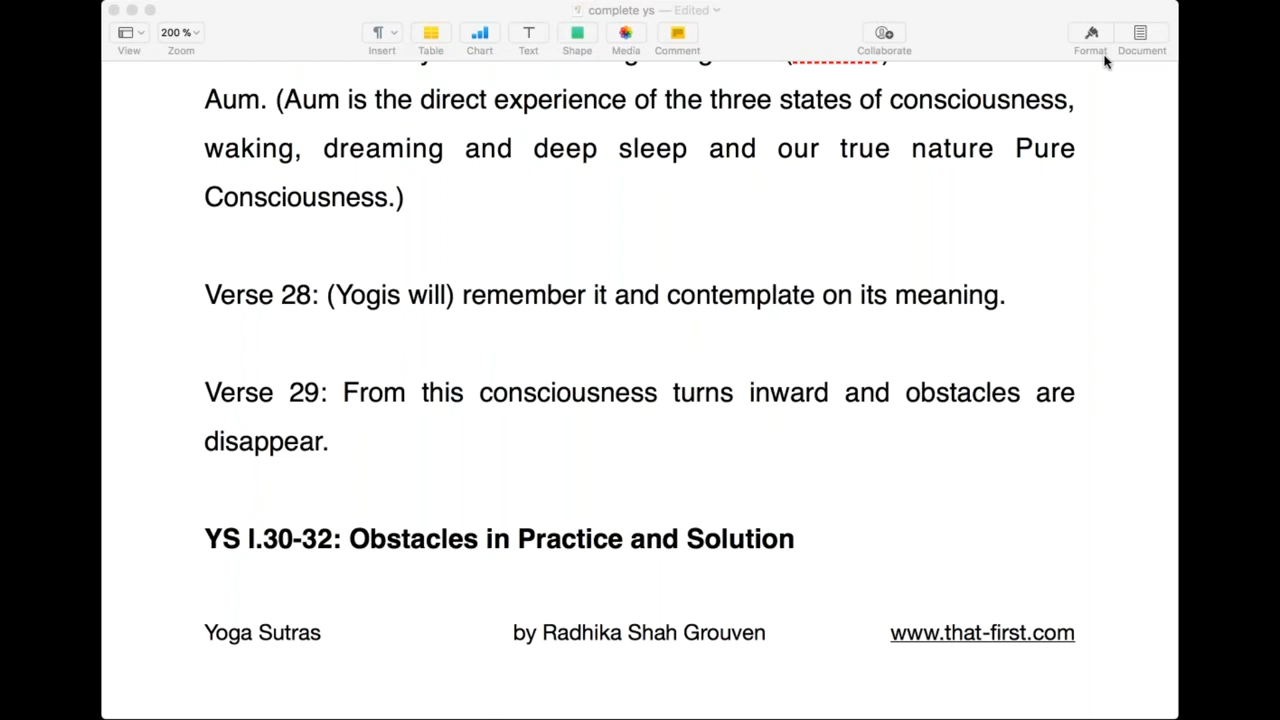 complete ys — Edited
200 %
View
Zoom
Insert
Table
Chart
Text
Shape
Media
Comment
Collaborate
Format
Document
Aum. (Aum is the direct experience of the three states of consciousness,
waking, dreaming and deep sleep and our true nature Pure
Consciousness.)
Verse 28: (Yogis will) remember it and contemplate on its meaning.
Verse 29: From this consciousness turns inward and obstacles are
disappear.
YS I.30-32: Obstacles in Practice and Solution
Yoga Sutras
by Radhika Shah Grouven
www.that-first.com